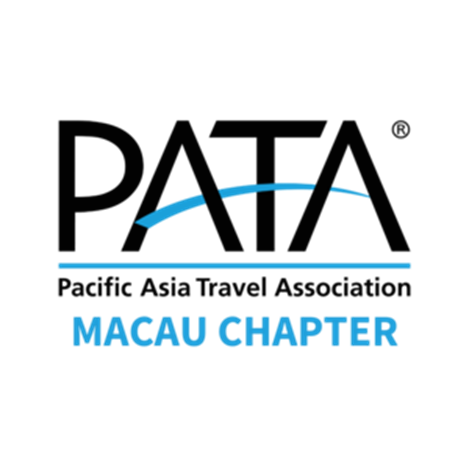 PATA®
Pacific Asia Travel Association
MACAU CHAPTER